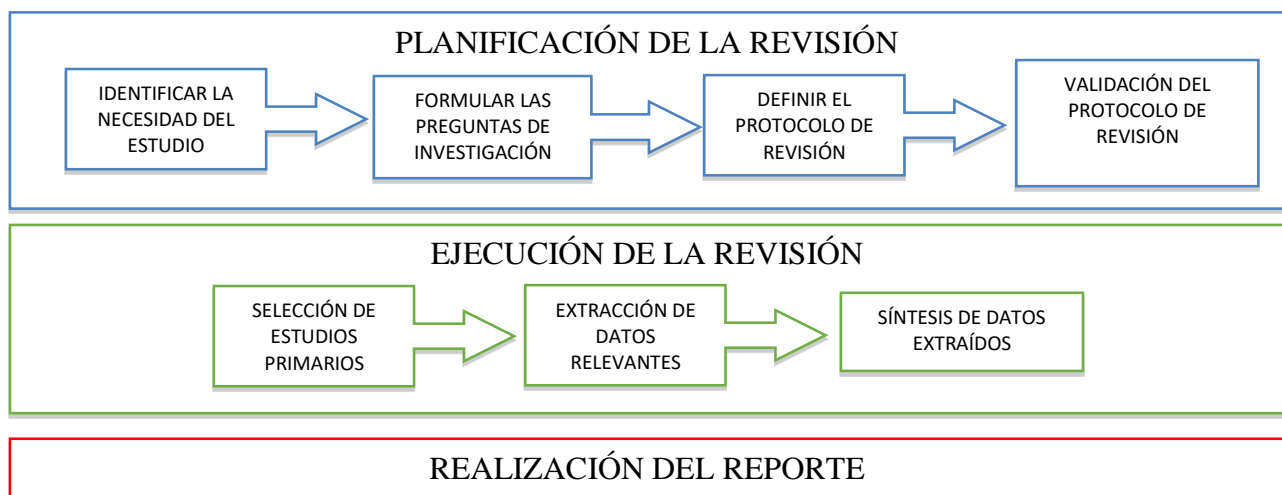 PLANIFICACIÓN DE LA REVISIÓN
IDENTIFICAR LA
NECESIDAD DEL
ESTUDIO
FORMULAR LAS
PREGUNTAS DE
INVESTIGACIÓN
DEFINIR EL
PROTOCOLO DE
REVISIÓN
VALIDACIÓN DEL
PROTOCOLO DE
REVISIÓN
EJECUCIÓN DE LA REVISIÓN
SELECCIÓN DE
ESTUDIOS
PRIMARIOS
EXTRACCIÓN DE
DATOS
RELEVANTES
SÍNTESIS DE DATOS
EXTRAÍDOS
REALIZACIÓN DEL REPORTE